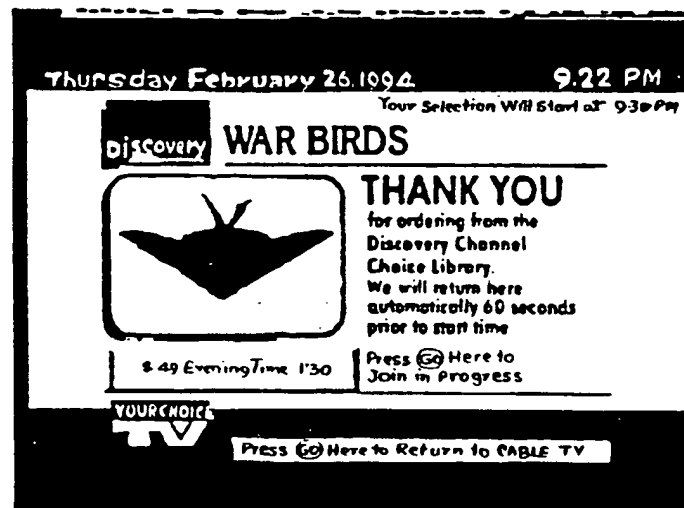 Thursday February 26.1994 9.22 PM
Your Selection Will Start at 9.30 PM
Discovery WAR BIRDS
THANK YOU
for ordering from the
Discovery Channel
Choice Library.
We will return here
automatically 60 seconds
prior to start time
$ .49 Evening Time 1'30
Press GO Here to
Join in Progress
YOUR CHOICE
TV
Press GO Here to Return to CABLE TV